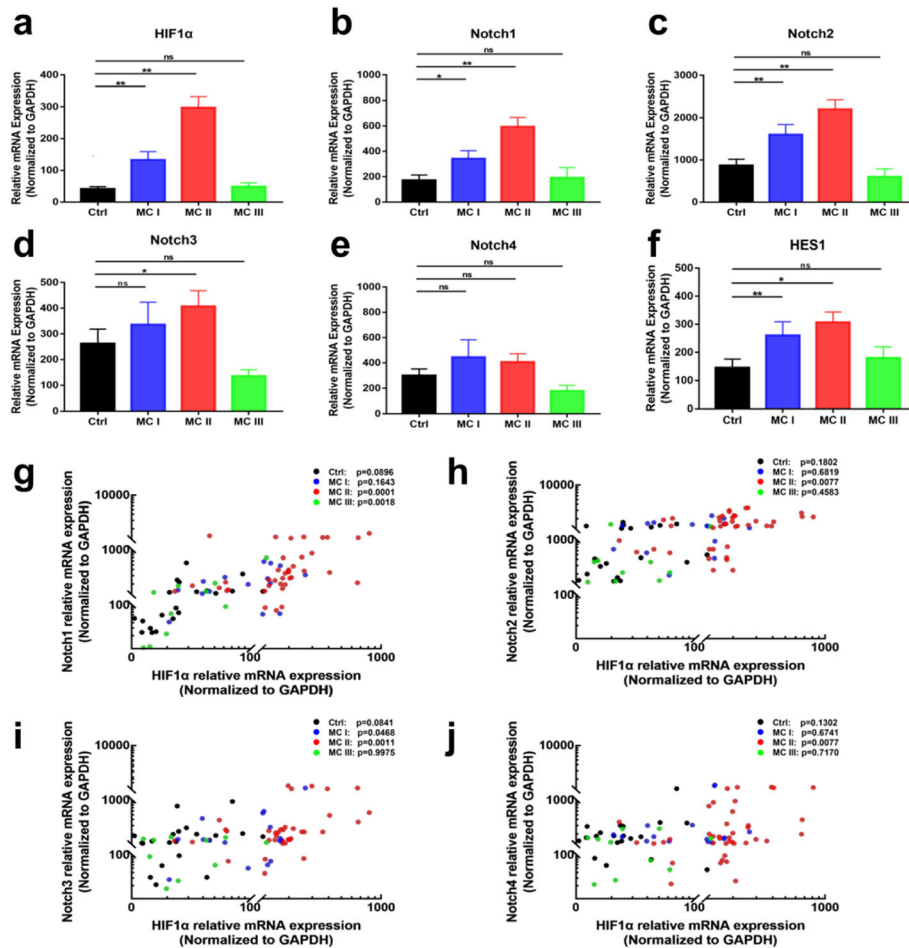 a
HIF1α
Relative mRNA Expression
(Normalized to GAPDH)
400
300
200
100
0
ns
**
**
Ctrl MC I MC II MC III
b
Notch1
Relative mRNA Expression
(Normalized to GAPDH)
1000
800
600
400
200
0
ns
**
*
Ctrl MC I MC II MC III
c
Notch2
Relative mRNA Expression
(Normalized to GAPDH)
3000
2000
1000
0
ns
**
**
Ctrl MC I MC II MC III
d
Notch3
Relative mRNA Expression
(Normalized to GAPDH)
500
400
300
200
100
0
ns
*
ns
Ctrl MC I MC II MC III
e
Notch4
Relative mRNA Expression
(Normalized to GAPDH)
1000
800
600
400
200
0
ns
ns
ns
Ctrl MC I MC II MC III
f
HES1
Relative mRNA Expression
(Normalized to GAPDH)
500
400
300
200
100
0
ns
*
**
Ctrl MC I MC II MC III
g
Ctrl: p=0.0896
MC I: p=0.1643
MC II: p=0.0001
MC III: p=0.0018
Notch1 relative mRNA expression
(Normalized to GAPDH)
10000
1000
100
0 100 1000
HIF1α relative mRNA expression
(Normalized to GAPDH)
h
Ctrl: p=0.1802
MC I: p=0.6819
MC II: p=0.0077
MC III: p=0.4583
Notch2 relative mRNA expression
(Normalized to GAPDH)
10000
1000
100
0 100 1000
HIF1α relative mRNA expression
(Normalized to GAPDH)
i
Ctrl: p=0.0841
MC I: p=0.0468
MC II: p=0.0011
MC III: p=0.9975
Notch3 relative mRNA expression
(Normalized to GAPDH)
10000
1000
100
0 100 1000
HIF1α relative mRNA expression
(Normalized to GAPDH)
j
Ctrl: p=0.1302
MC I: p=0.6741
MC II: p=0.0077
MC III: p=0.7170
Notch4 relative mRNA expression
(Normalized to GAPDH)
10000
1000
100
0 100 1000
HIF1α relative mRNA expression
(Normalized to GAPDH)